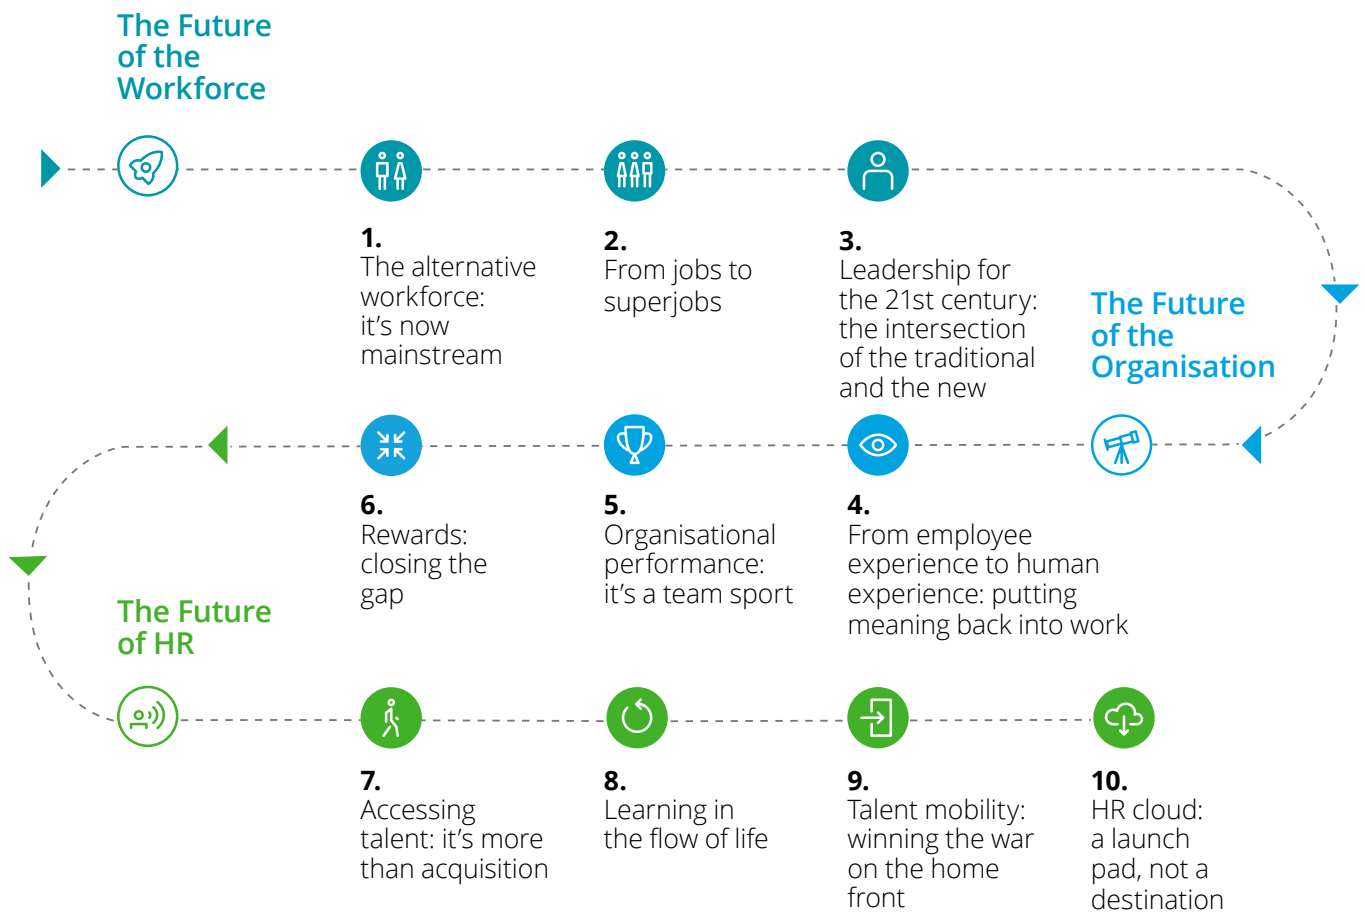 The Future
of the
Workforce
1.
The alternative
workforce:
it’s now
mainstream
2.
From jobs to
superjobs
3.
Leadership for
the 21st century:
the intersection
of the traditional
and the new
The Future
of the
Organisation
4.
From employee
experience to human
experience: putting
meaning back into work
5.
Organisational
performance:
it’s a team sport
6.
Rewards:
closing the
gap
The Future
of HR
7.
Accessing
talent: it’s more
than acquisition
8.
Learning in
the flow of life
9.
Talent mobility:
winning the war
on the home
front
10.
HR cloud:
a launch
pad, not a
destination